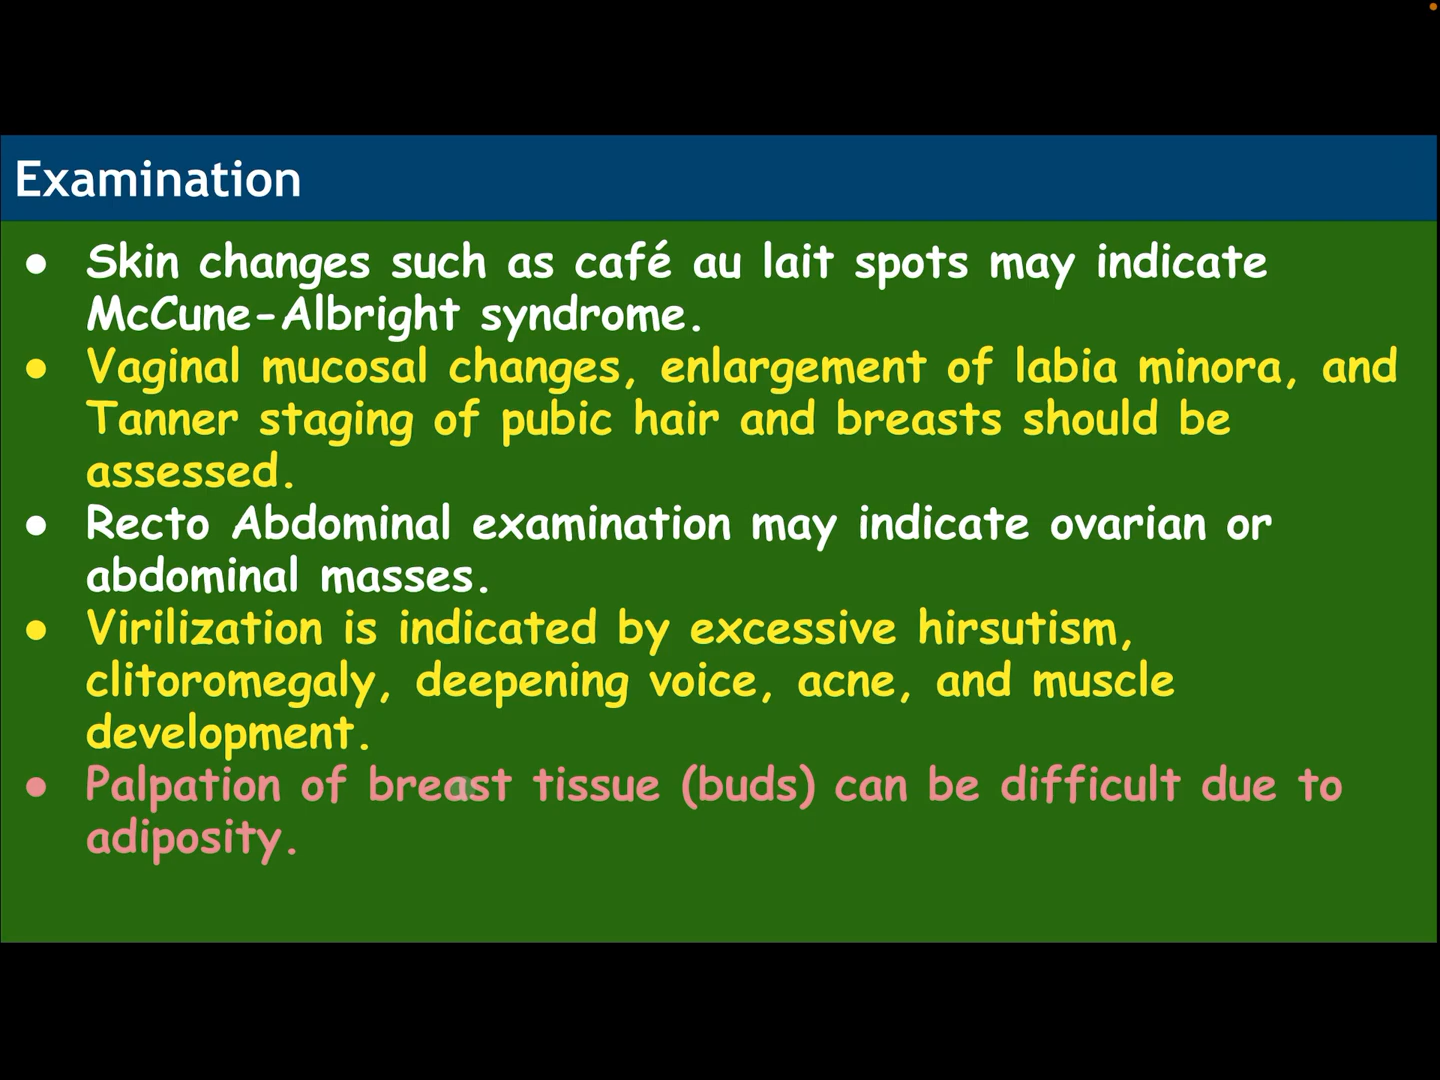 Examination
● Skin changes such as café au lait spots may indicate
McCune-Albright syndrome.
● Vaginal mucosal changes, enlargement of labia minora, and
Tanner staging of pubic hair and breasts should be
assessed.
● Recto Abdominal examination may indicate ovarian or
abdominal masses.
● Virilization is indicated by excessive hirsutism,
clitoromegaly, deepening voice, acne, and muscle
development.
● Palpation of breast tissue (buds) can be difficult due to
adiposity.